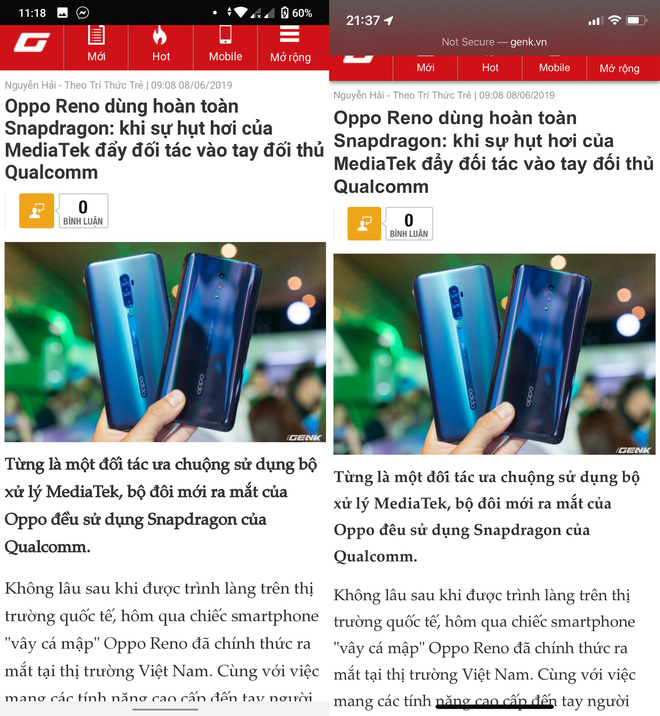 11:18
60%
Mới
Hot
Mobile
Mở rộng
Nguyễn Hải - Theo Trí Thức Trẻ | 09:08 08/06/2019
Oppo Reno dùng hoàn toàn
Snapdragon: khi sự hụt hơi của
MediaTek đẩy đối tác vào tay đối thủ
Qualcomm
0
BÌNH LUẬN
oppo
oppo
GENK
Từng là một đối tác ưa chuộng sử dụng bộ
xử lý MediaTek, bộ đôi mới ra mắt của
Oppo đều sử dụng Snapdragon của
Qualcomm.
Không lâu sau khi được trình làng trên thị
trường quốc tế, hôm qua chiếc smartphone
"vây cá mập" Oppo Reno đã chính thức ra
mắt tại thị trường Việt Nam. Cùng với việc
mang các tính năng cao cấp đến tay người
21:37
Not Secure — genk.vn
Mới
Hot
Mobile
Mở rộng
Nguyễn Hải - Theo Trí Thức Trẻ | 09:08 08/06/2019
Oppo Reno dùng hoàn toàn
Snapdragon: khi sự hụt hơi của
MediaTek đẩy đối tác vào tay đối thủ
Qualcomm
0
BÌNH LUẬN
oppo
oppo
GENK
Từng là một đối tác ưa chuộng sử dụng bộ
xử lý MediaTek, bộ đôi mới ra mắt của
Oppo đều sử dụng Snapdragon của
Qualcomm.
Không lâu sau khi được trình làng trên thị
trường quốc tế, hôm qua chiếc smartphone
"vây cá mập" Oppo Reno đã chính thức ra
mắt tại thị trường Việt Nam. Cùng với việc
mang các tính năng cao cấp đến tay người